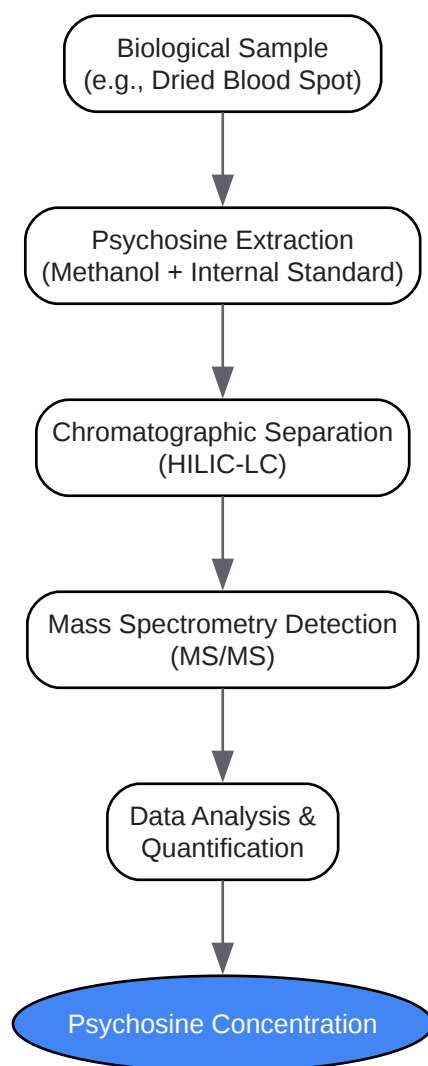 Biological Sample
(e.g., Dried Blood Spot)
Psychosine Extraction
(Methanol + Internal Standard)
Chromatographic Separation
(HILIC-LC)
Mass Spectrometry Detection
(MS/MS)
Data Analysis &
Quantification
Psychosine Concentration